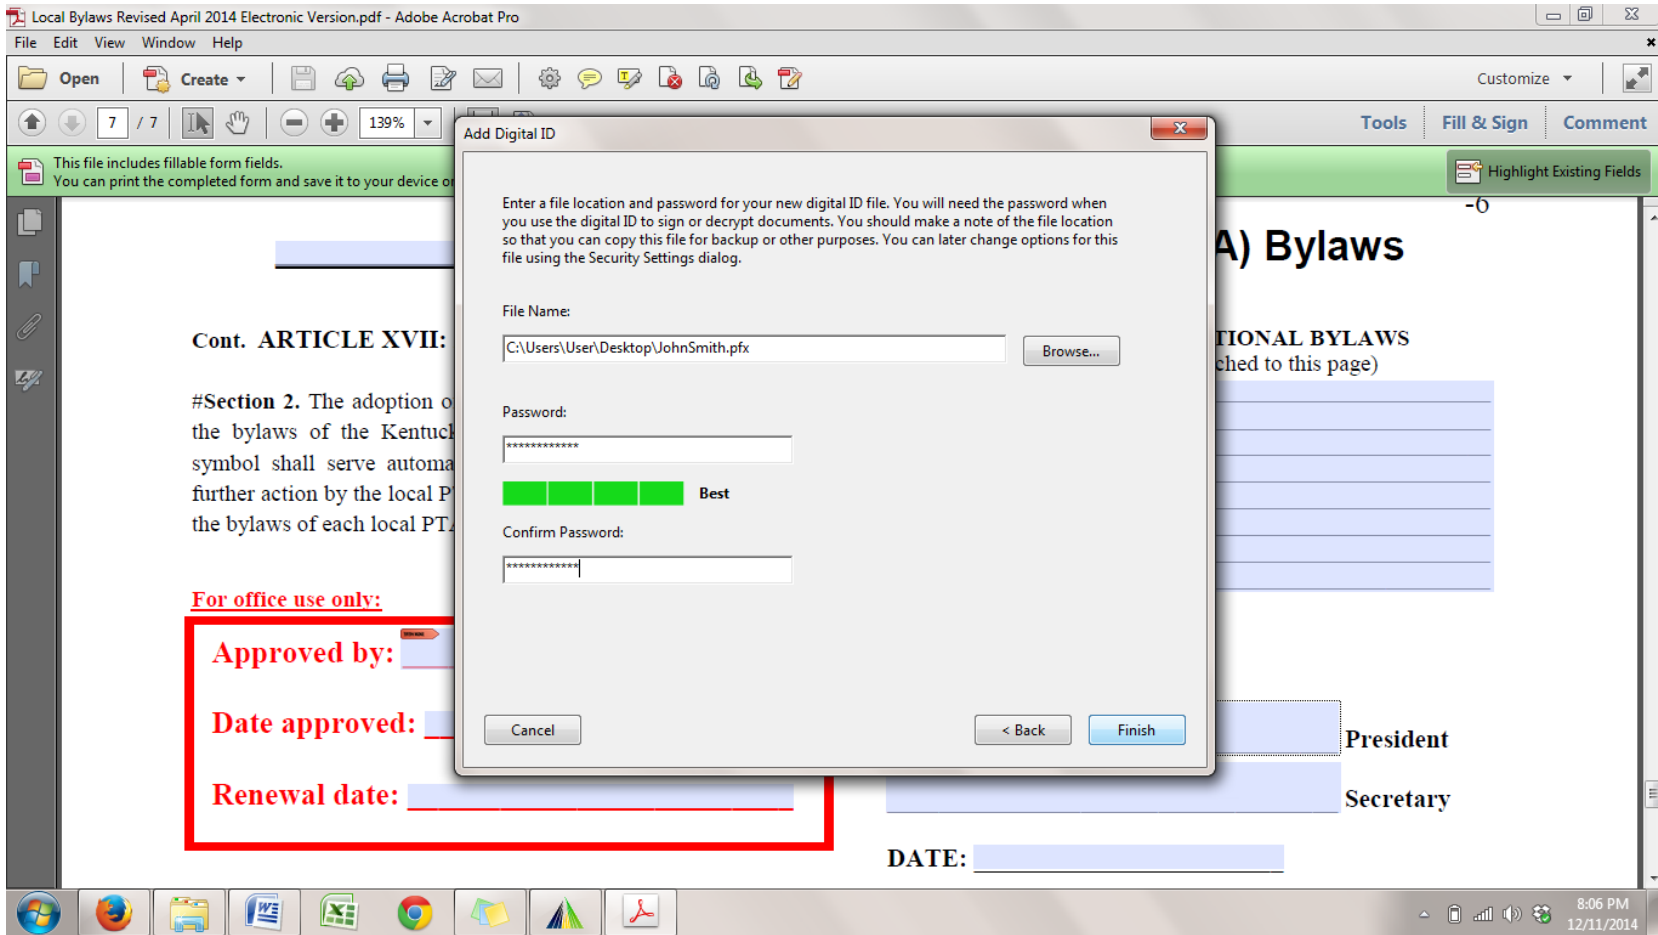 Local Bylaws Revised April 2014 Electronic Version.pdf - Adobe Acrobat Pro
File Edit View Window Help
Open Create Customize
7 / 7 139% Tools Fill & Sign Comment
This file includes fillable form fields.
You can print the completed form and save it to your device or
Highlight Existing Fields
Add Digital ID
Enter a file location and password for your new digital ID file. You will need the password when
you use the digital ID to sign or decrypt documents. You should make a note of the file location
so that you can copy this file for backup or other purposes. You can later change options for this
file using the Security Settings dialog.
File Name:
C:\Users\User\Desktop\JohnSmith.pfx
Browse...
Password:
************
Best
Confirm Password:
************
Cancel < Back Finish
-6
A) Bylaws
Cont. ARTICLE XVII:
#Section 2. The adoption o
the bylaws of the Kentuc
symbol shall serve automa
further action by the local P
the bylaws of each local PT
TIONAL BYLAWS
ched to this page)
For office use only:
Approved by:
Date approved:
Renewal date:
President
Secretary
DATE:
8:06 PM
12/11/2014